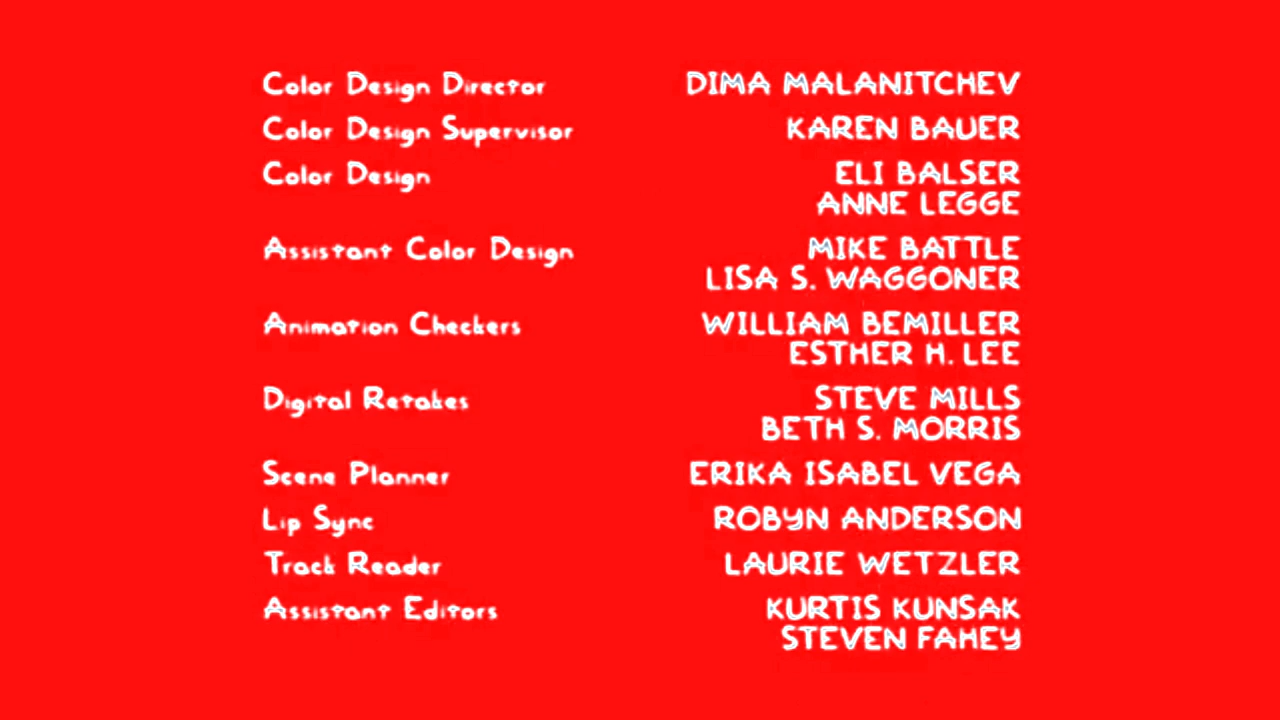 Color Design Director DIMA MALANITCHEV
Color Design Supervisor KAREN BAUER
Color Design ELI BALSER
ANNE LEGGE
Assistant Color Design MIKE BATTLE
LISA S. WAGGONER
Animation Checkers WILLIAM BEMILLER
ESTHER H. LEE
Digital Retakes STEVE MILLS
BETH S. MORRIS
Scene Planner ERIKA ISABEL VEGA
Lip Sync ROBYN ANDERSON
Track Reader LAURIE WETZLER
Assistant Editors KURTIS KUNSAK
STEVEN FAHEY